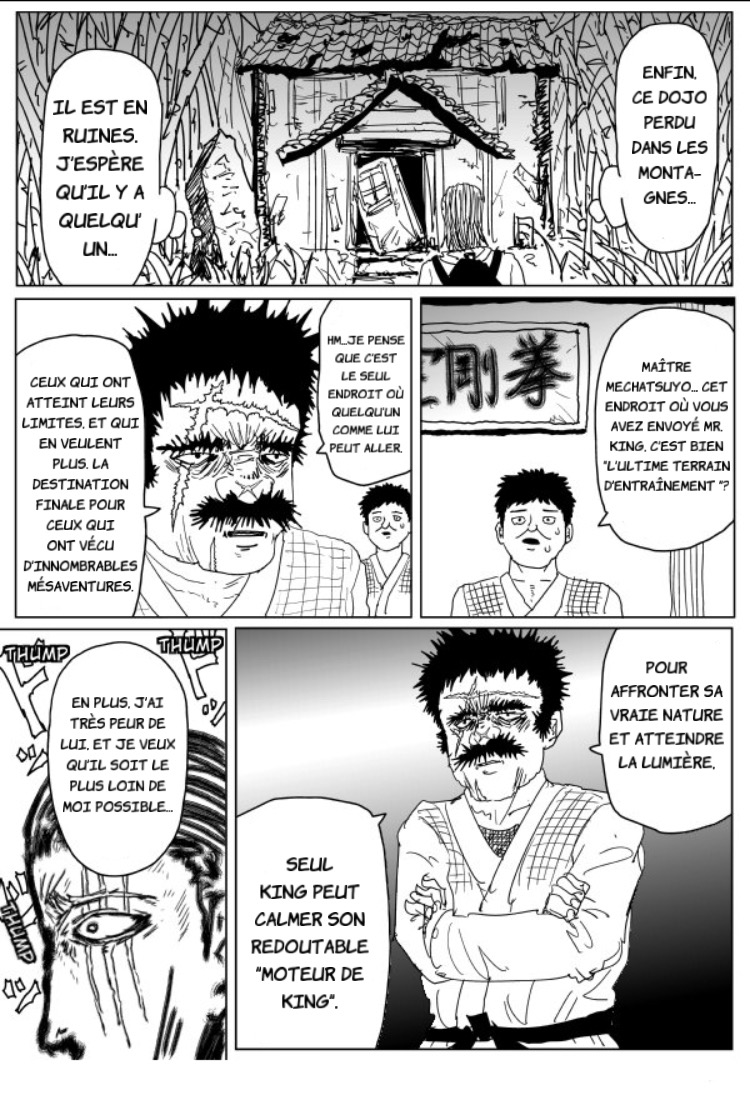 ENFIN,
CE DOJO
PERDU
DANS LES
MONTA-
GNES...
IL EST EN
RUINES.
J'ESPÈRE
QU'IL Y A
QUELQU'
UN...
MAÎTRE
MECHATSUYO... CET
ENDROIT OÙ VOUS
AVEZ ENVOYÉ MR.
KING, C'EST BIEN
"L'ULTIME TERRAIN
D'ENTRAÎNEMENT "?
剛拳
HM...JE PENSE
QUE C'EST
LE SEUL
ENDROIT OÙ
QUELQU'UN
COMME LUI
PEUT ALLER.
CEUX QUI ONT
ATTEINT LEURS
LIMITES, ET QUI
EN VEULENT
PLUS. LA
DESTINATION
FINALE POUR
CEUX QUI
ONT VÉCU
D'INNOMBRABLES
MÉSAVENTURES.
POUR
AFFRONTER SA
VRAIE NATURE
ET ATTEINDRE
LA LUMIÈRE.
SEUL
KING PEUT
CALMER SON
REDOUTABLE
"MOTEUR DE
KING".
THUMP
THUMP
EN PLUS, J'AI
TRÈS PEUR DE
LUI, ET JE VEUX
QU'IL SOIT LE
PLUS LOIN DE
MOI POSSIBLE...
THUMP